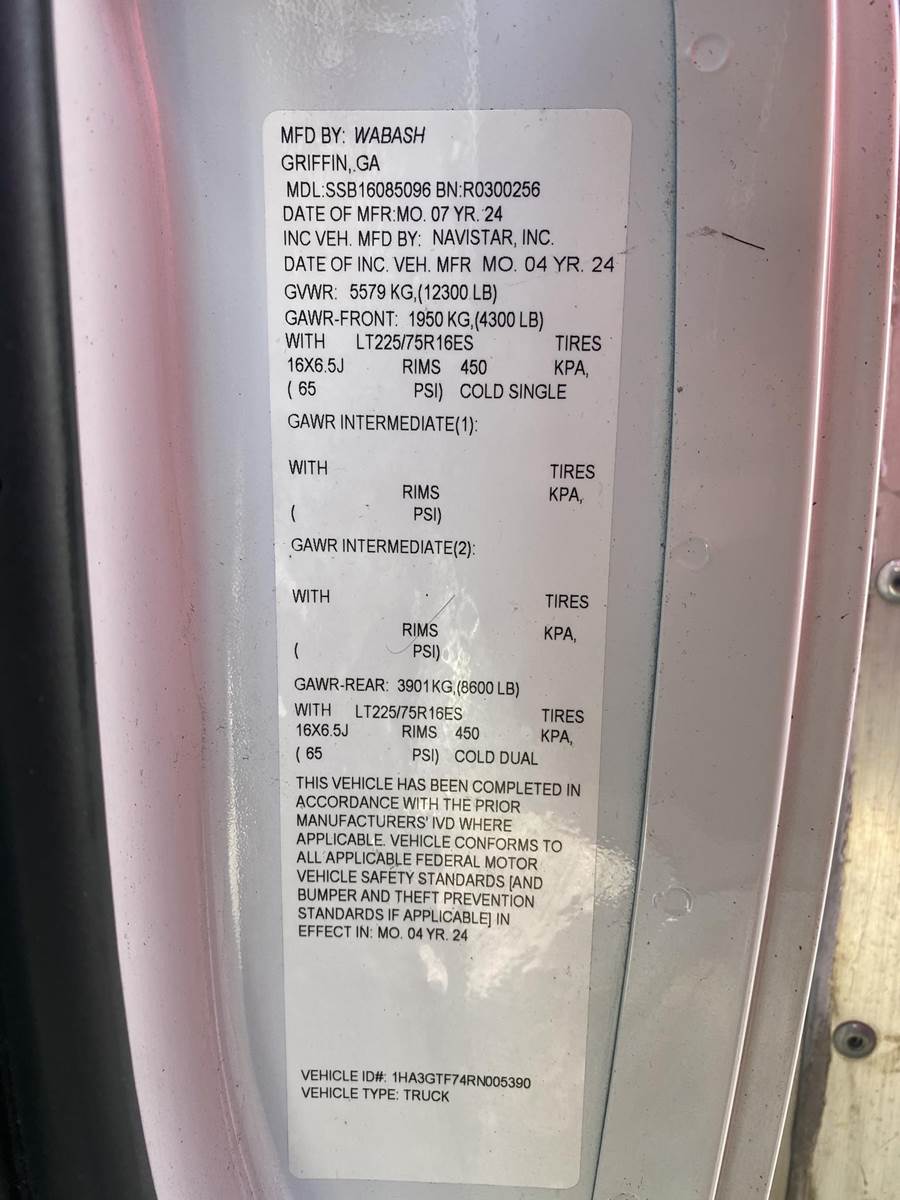 MFD BY: WABASH
GRIFFIN,.GA
MDL:SSB16085096 BN:R0300256
DATE OF MFR:MO. 07 YR. 24
INC VEH. MFD BY: NAVISTAR, INC.
DATE OF INC. VEH. MFR MO. 04 YR. 24
GVWR: 5579 KG,(12300 LB)
GAWR-FRONT: 1950 KG,(4300 LB)
WITH LT225/75R16ES TIRES
16X6.5J RIMS 450 KPA,
( 65 PSI) COLD SINGLE
GAWR INTERMEDIATE(1):
WITH TIRES
RIMS KPA,
( PSI)
GAWR INTERMEDIATE(2):
WITH TIRES
RIMS KPA,
( PSI)
GAWR-REAR: 3901 KG,(8600 LB)
WITH LT225/75R16ES TIRES
16X6.5J RIMS 450 KPA,
( 65 PSI) COLD DUAL
THIS VEHICLE HAS BEEN COMPLETED IN
ACCORDANCE WITH THE PRIOR
MANUFACTURERS' IVD WHERE
APPLICABLE. VEHICLE CONFORMS TO
ALL APPLICABLE FEDERAL MOTOR
VEHICLE SAFETY STANDARDS [AND
BUMPER AND THEFT PREVENTION
STANDARDS IF APPLICABLE] IN
EFFECT IN: MO. 04 YR. 24
VEHICLE ID#: 1HA3GTF74RN005390
VEHICLE TYPE: TRUCK